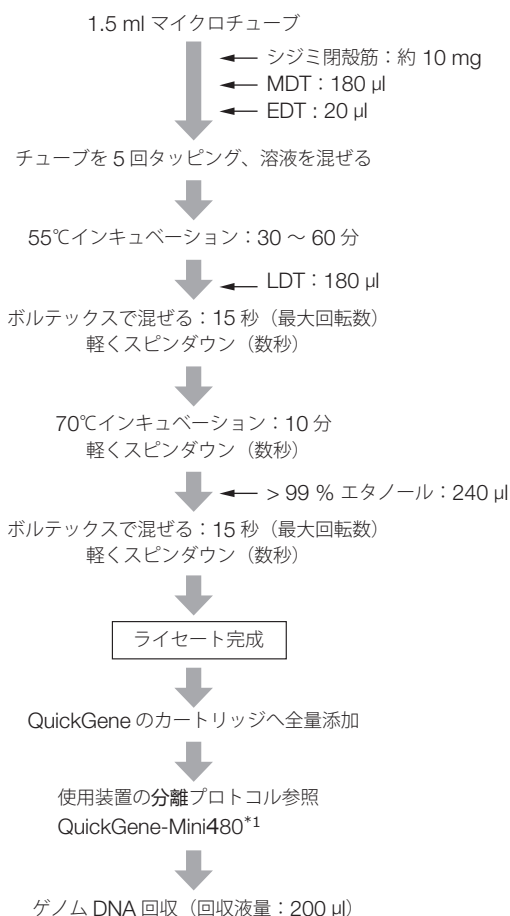 1.5 ml マイクロチューブ
シジミ閉殻筋：約 10 mg
MDT：180 µl
EDT : 20 µl
チューブを 5 回タッピング、溶液を混ぜる
55℃インキュベーション：30 ～ 60 分
LDT：180 µl
ボルテックスで混ぜる：15 秒（最大回転数）
軽くスピンダウン（数秒）
70℃インキュベーション：10 分
軽くスピンダウン（数秒）
> 99 % エタノール：240 µl
ボルテックスで混ぜる：15 秒（最大回転数）
軽くスピンダウン（数秒）
ライセート完成
QuickGene のカートリッジへ全量添加
使用装置の分離プロトコル参照
QuickGene-Mini480*1
ゲノム DNA 回収（回収液量：200 µl）